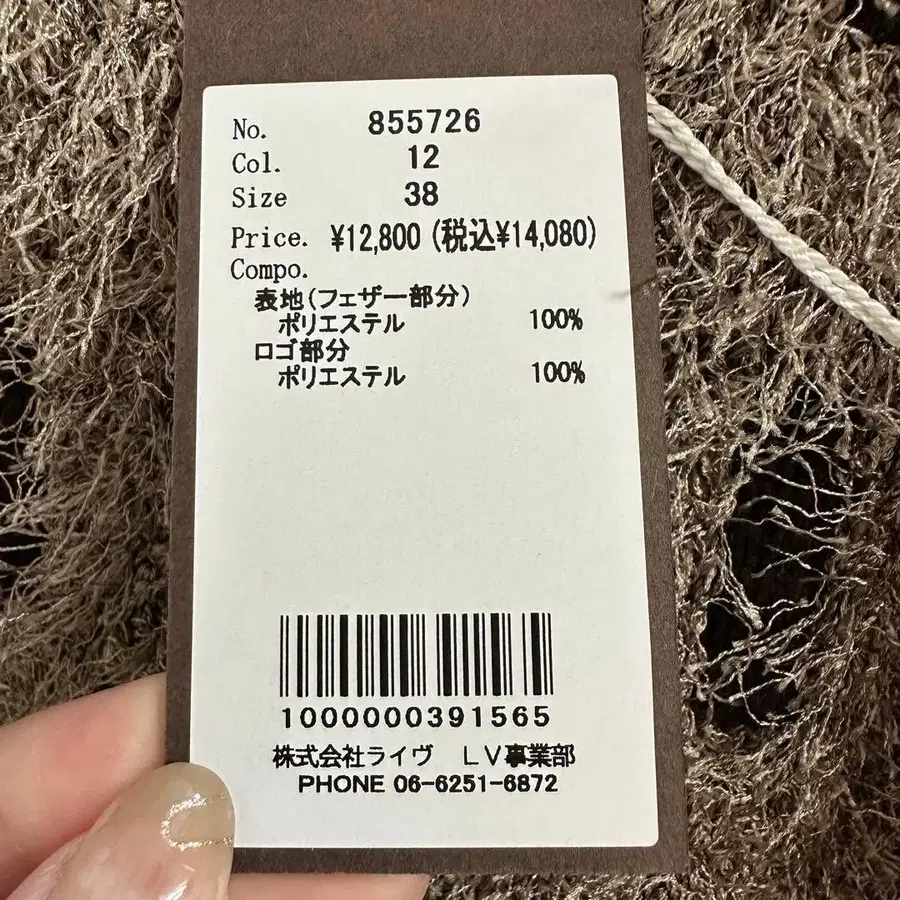 No. 855726
Col. 12
Size 38
Price. ¥12,800 (税込¥14,080)
Compo.
表地(フェザー部分)
ポリエステル 100%
ロゴ部分
ポリエステル 100%
1000000391565
株式会社ライヴ LV事業部
PHONE 06-6251-6872